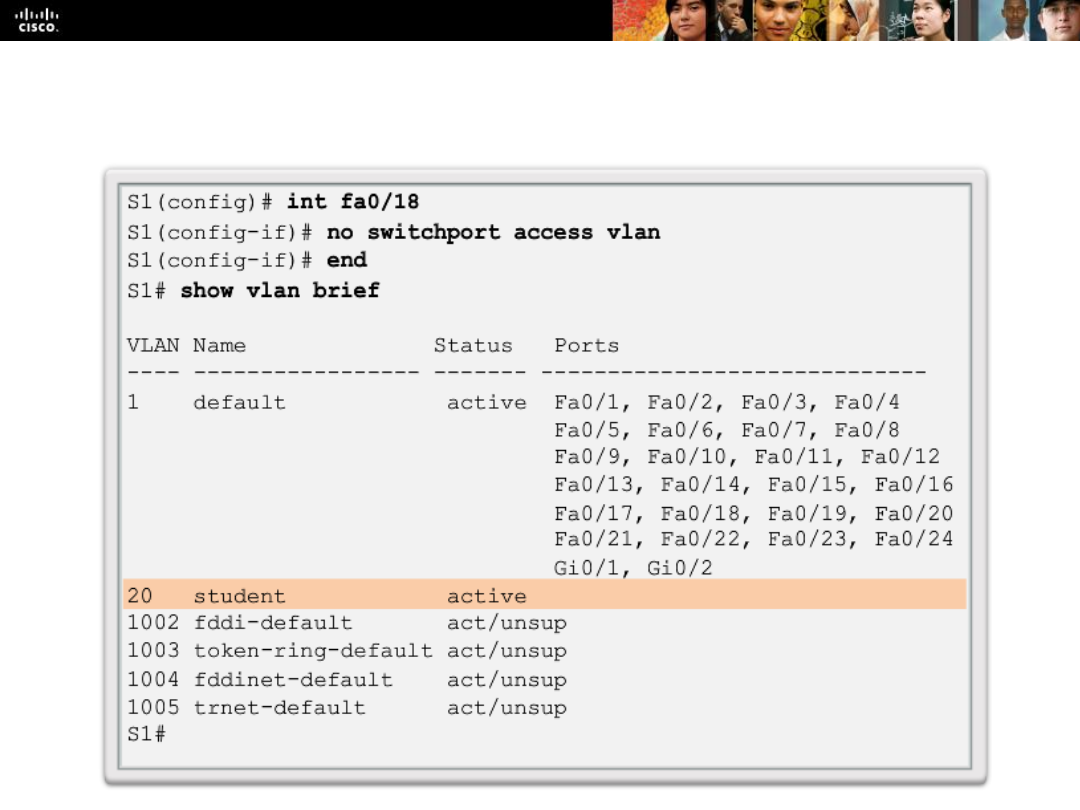 CISCO.
S1(config)# int fa0/18
S1(config-if)# no switchport access vlan
S1(config-if)# end
S1# show vlan brief
VLAN Name Status Ports
---- ----------------- ------- -----------------------------
1 default active Fa0/1, Fa0/2, Fa0/3, Fa0/4
Fa0/5, Fa0/6, Fa0/7, Fa0/8
Fa0/9, Fa0/10, Fa0/11, Fa0/12
Fa0/13, Fa0/14, Fa0/15, Fa0/16
Fa0/17, Fa0/18, Fa0/19, Fa0/20
Fa0/21, Fa0/22, Fa0/23, Fa0/24
Gi0/1, Gi0/2
20 student active
1002 fddi-default act/unsup
1003 token-ring-default act/unsup
1004 fddinet-default act/unsup
1005 trnet-default act/unsup
S1#